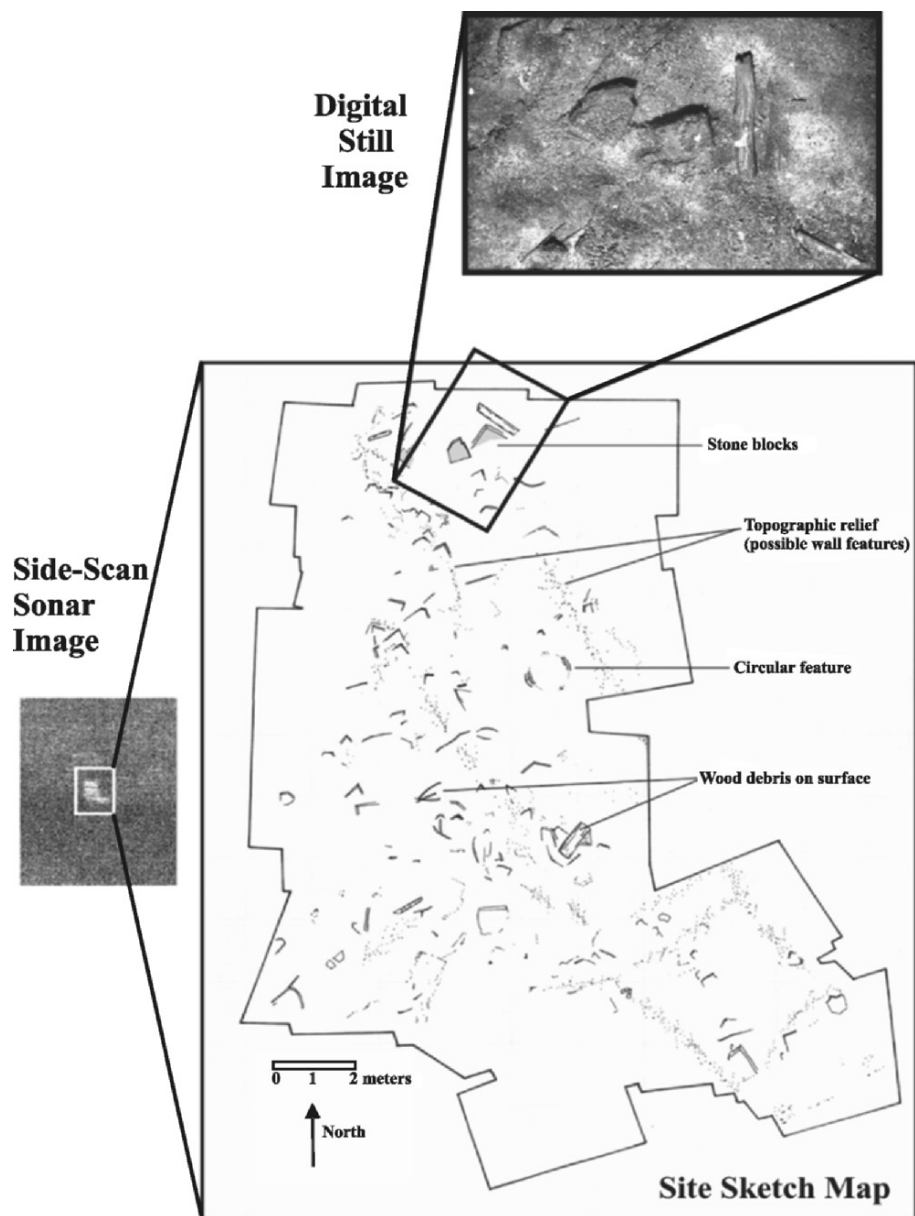 Digital
Still
Image
Stone blocks
Topographic relief
(possible wall features)
Side-Scan
Sonar
Image
Circular feature
Wood debris on surface
0 1 2 meters
North
Site Sketch Map